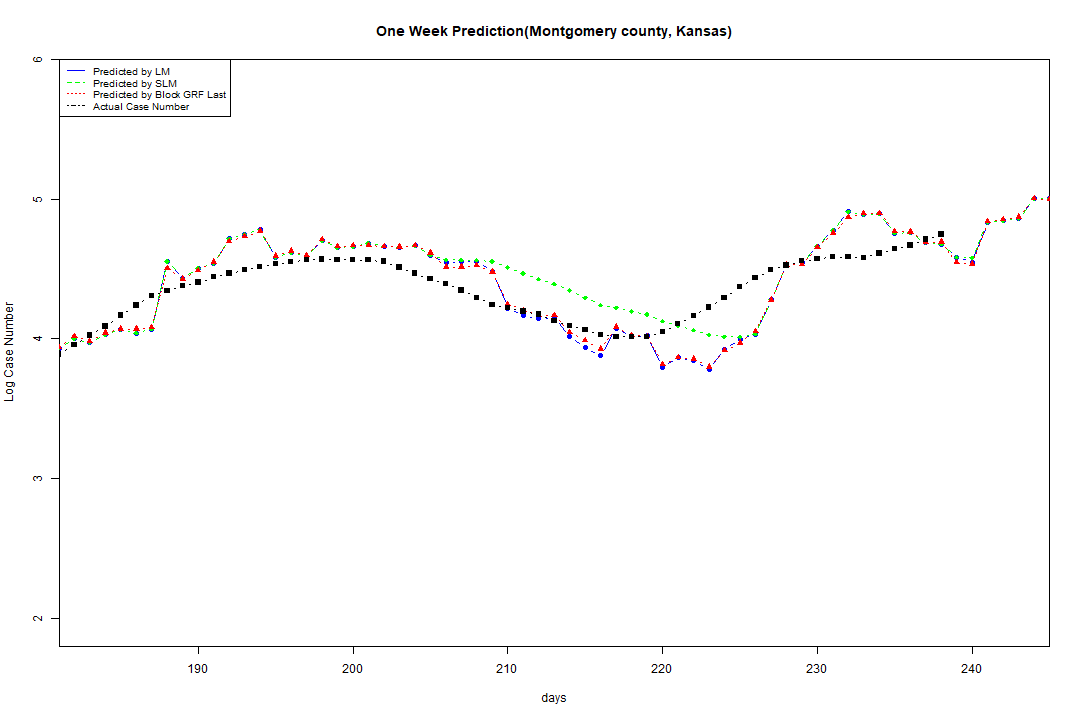 One Week Prediction(Montgomery county, Kansas)
Predicted by LM
Predicted by SLM
Predicted by Block GRF Last
Actual Case Number
Log Case Number
6
5
4
3
2
190 200 210 220 230 240
days